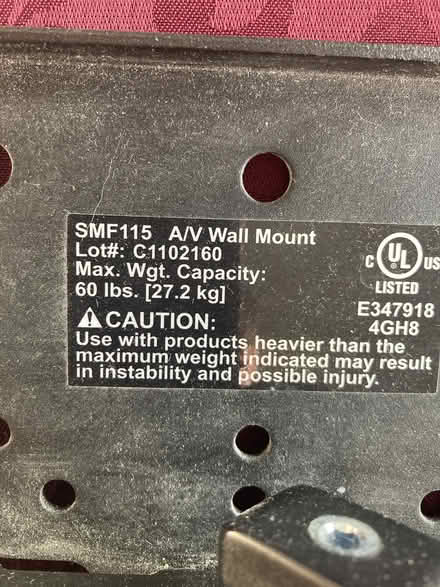 SMF115 A/V Wall Mount
Lot#: C1102160
Max. Wgt. Capacity:
60 lbs. [27.2 kg]
⚠CAUTION:
Use with products heavier than the
maximum weight indicated may result
in instability and possible injury.
C UL US
LISTED
E347918
4GH8